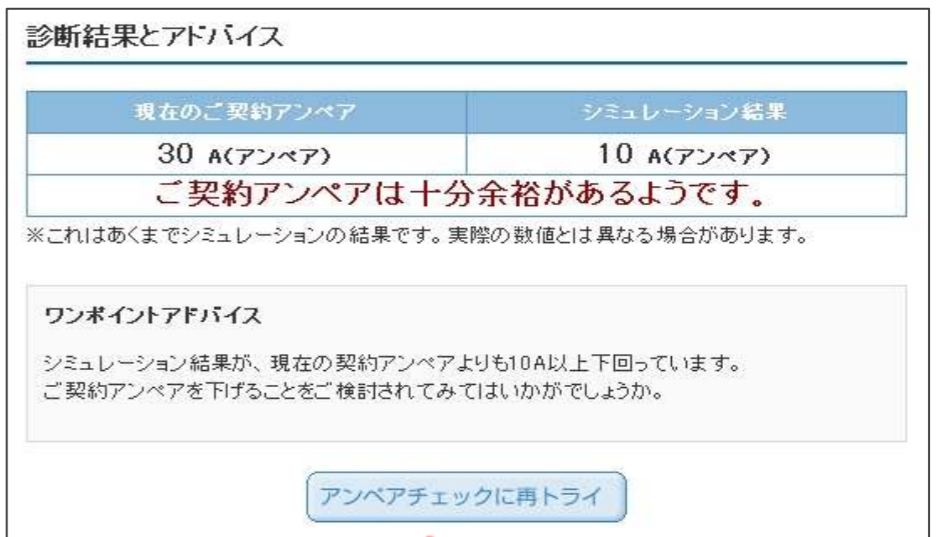 診断結果とアドバイス
現在のご契約アンペア シミュレーション結果
30 A(アンペア) 10 A(アンペア)
ご契約アンペアは十分余裕があるようです。
※これはあくまでシミュレーションの結果です。実際の数値とは異なる場合があります。
ワンポイントアドバイス
シミュレーション結果が、現在の契約アンペアよりも10A以上下回っています。
ご契約アンペアを下げることをご検討されてみてはいかがでしょうか。
アンペアチェックに再トライ